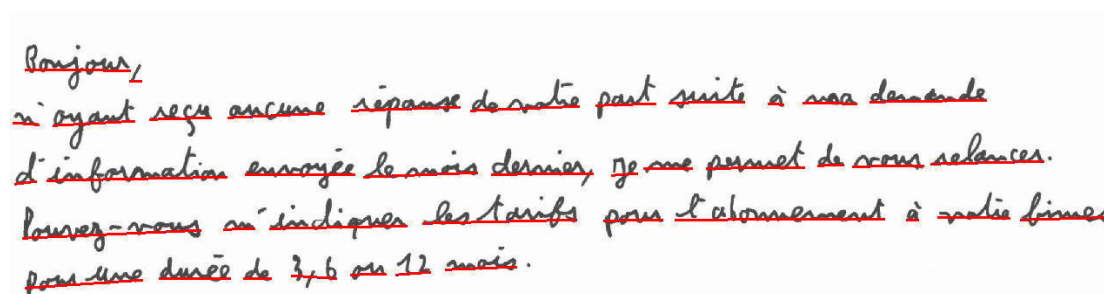 Bonjour,
n'ayant reçu aucune réponse de votre part suite à ma demande
d'information envoyée le mois dernier, je me permet de vous relancer.
Pouvez-vous m'indiquer les tarifs pour l'abonnement à votre firmes
pour une durée de 3, 6 ou 12 mois.